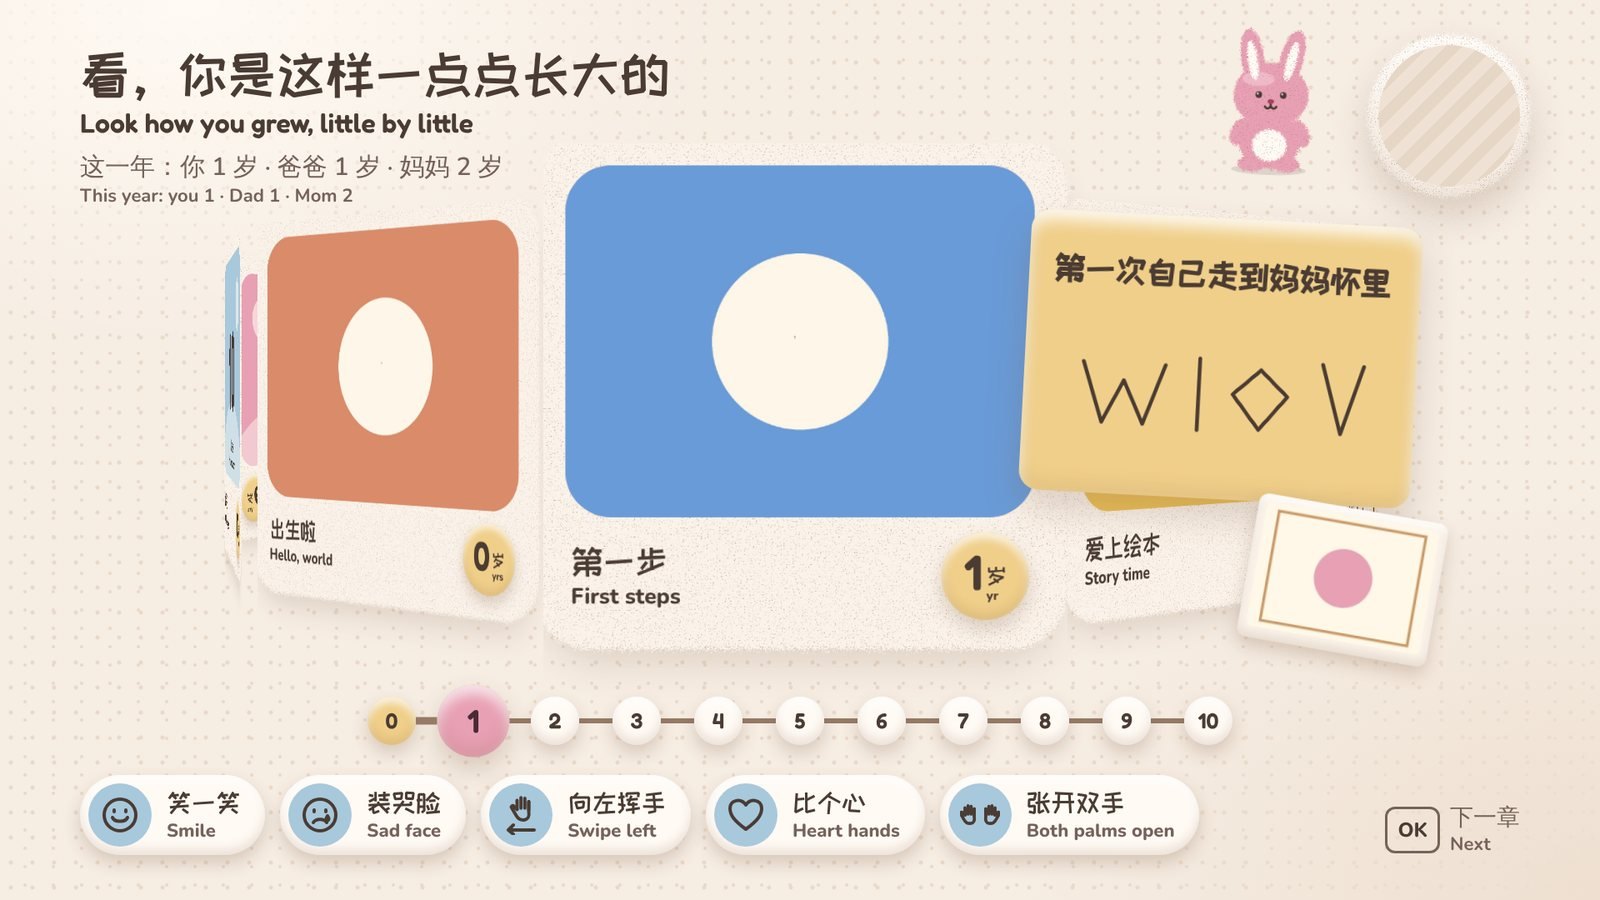 看，你是这样一点点长大的
Look how you grew, little by little
这一年：你 1 岁 · 爸爸 1 岁 · 妈妈 2 岁
This year: you 1 · Dad 1 · Mom 2
出生啦
Hello, world
0岁
yrs
第一步
First steps
1岁
yr
第一次自己走到妈妈怀里
爱上绘本
Story time
0 1 2 3 4 5 6 7 8 9 10
笑一笑
Smile
装哭脸
Sad face
向左挥手
Swipe left
比个心
Heart hands
张开双手
Both palms open
OK
下一章
Next